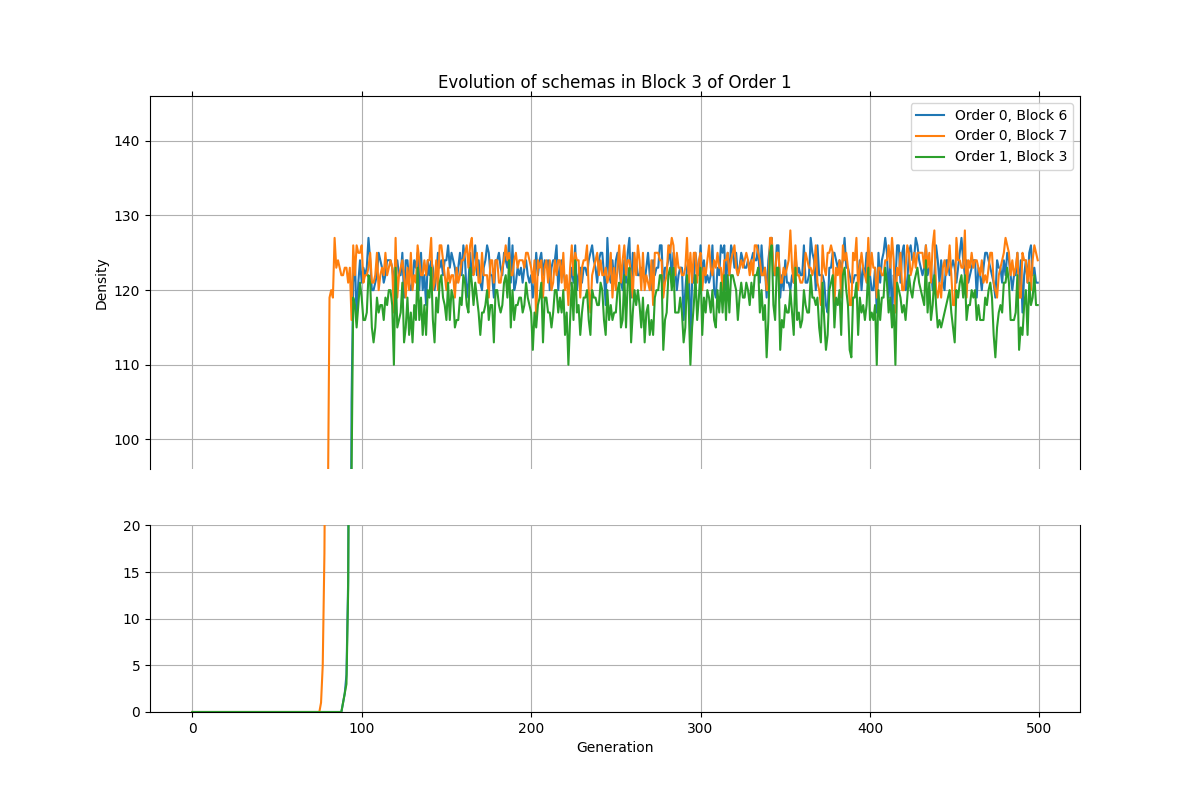 Evolution of schemas in Block 3 of Order 1
Order 0, Block 6
Order 0, Block 7
Order 1, Block 3
140
130
120
110
100
Density
20
15
10
5
0
0 100 200 300 400 500
Generation